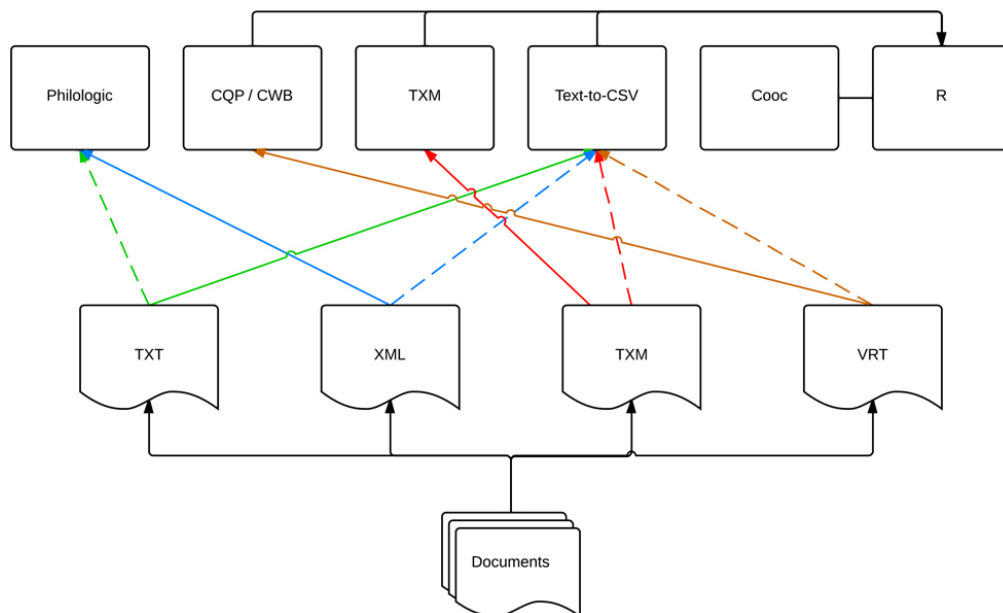 Philologic
CQP / CWB
TXM
Text-to-CSV
Cooc
R
TXT
XML
TXM
VRT
Documents